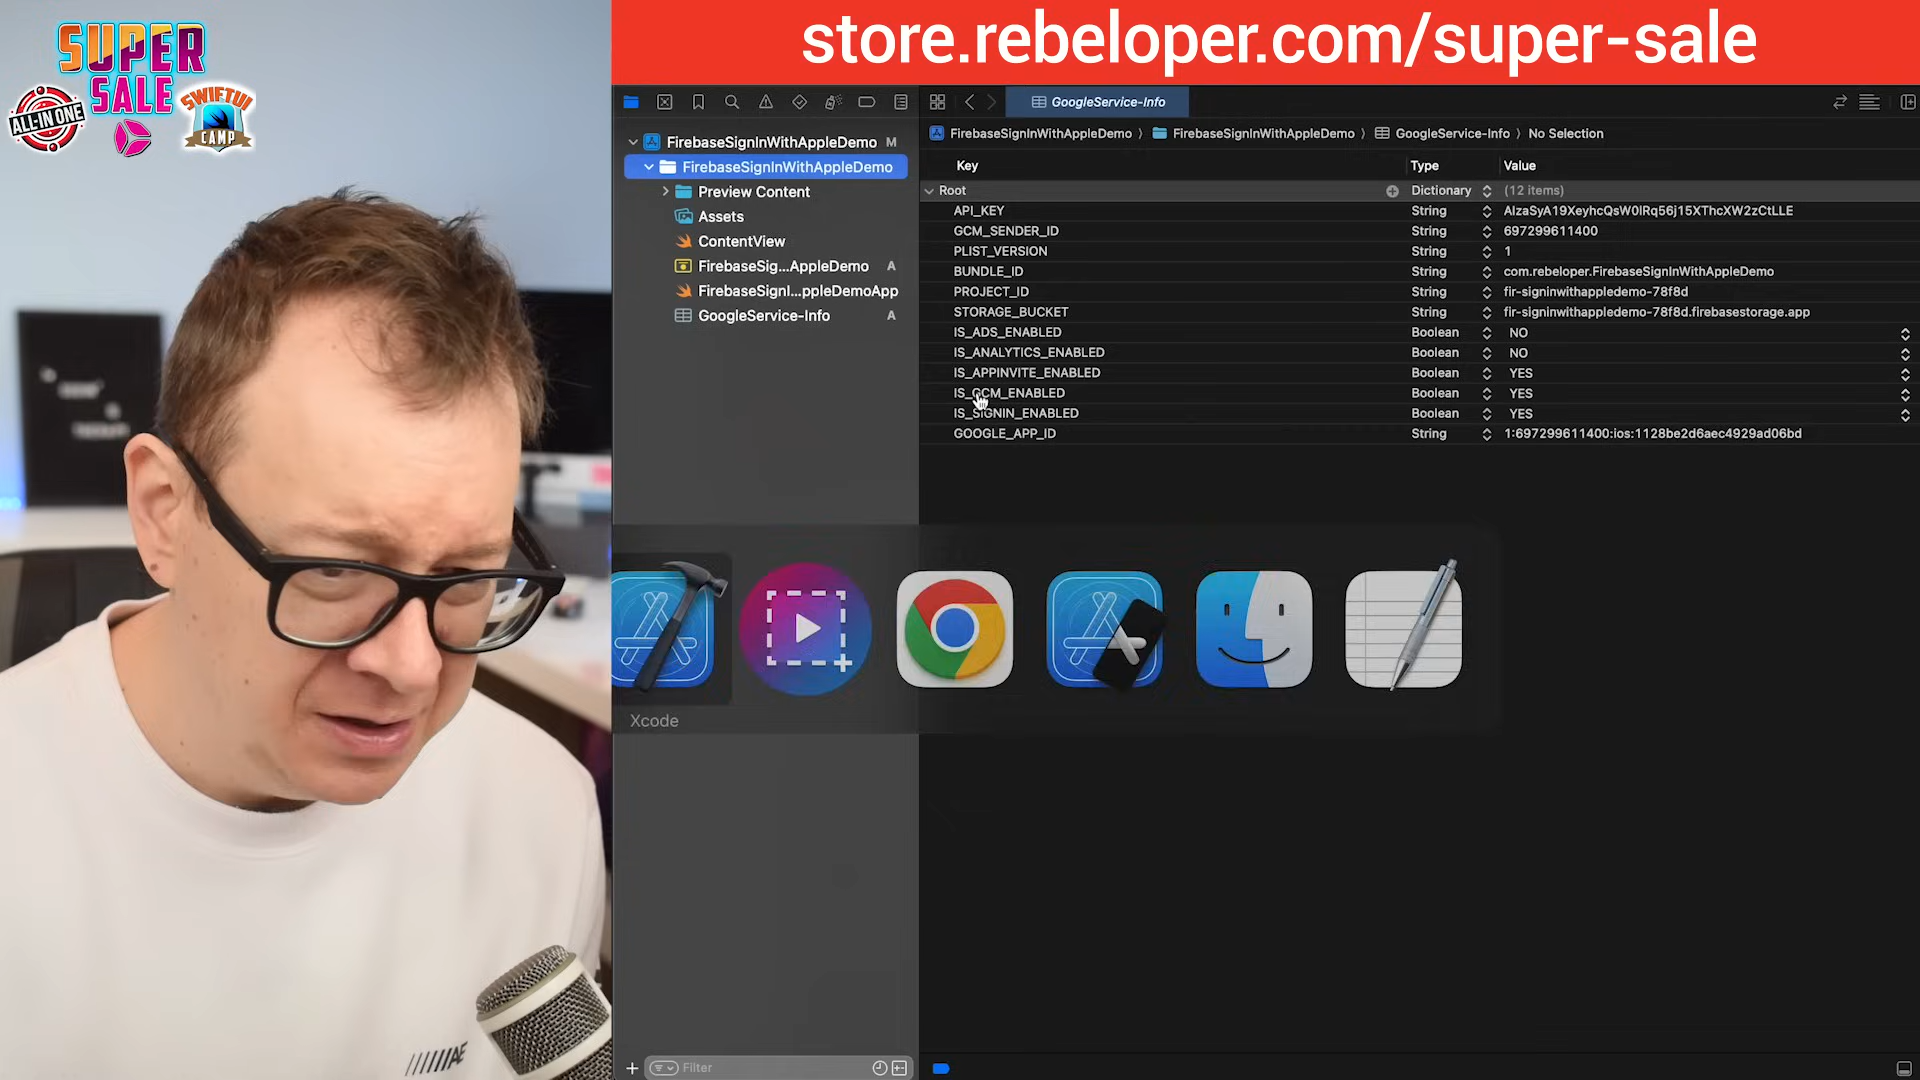 SUPER
SALE
ALL-IN-ONE
SWIFTUI
CAMP
store.rebeloper.com/super-sale
GoogleService-Info
FirebaseSignInWithAppleDemo M
FirebaseSignInWithAppleDemo
Preview Content
Assets
ContentView
FirebaseSig...AppleDemo A
FirebaseSignI...ppleDemoApp
GoogleService-Info A
FirebaseSignInWithAppleDemo 〉 FirebaseSignInWithAppleDemo 〉 GoogleService-Info 〉 No Selection
Key Type Value
Root Dictionary (12 items)
API_KEY String AIzaSyA19XeyhcQsW0IRq56j15XThcXW2zCtLLE
GCM_SENDER_ID String 697299611400
PLIST_VERSION String 1
BUNDLE_ID String com.rebeloper.FirebaseSignInWithAppleDemo
PROJECT_ID String fir-signinwithappledemo-78f8d
STORAGE_BUCKET String fir-signinwithappledemo-78f8d.firebasestorage.app
IS_ADS_ENABLED Boolean NO
IS_ANALYTICS_ENABLED Boolean NO
IS_APPINVITE_ENABLED Boolean YES
IS_GCM_ENABLED Boolean YES
IS_SIGNIN_ENABLED Boolean YES
GOOGLE_APP_ID String 1:697299611400:ios:1128be2d6aec4929ad06bd
Xcode
Filter